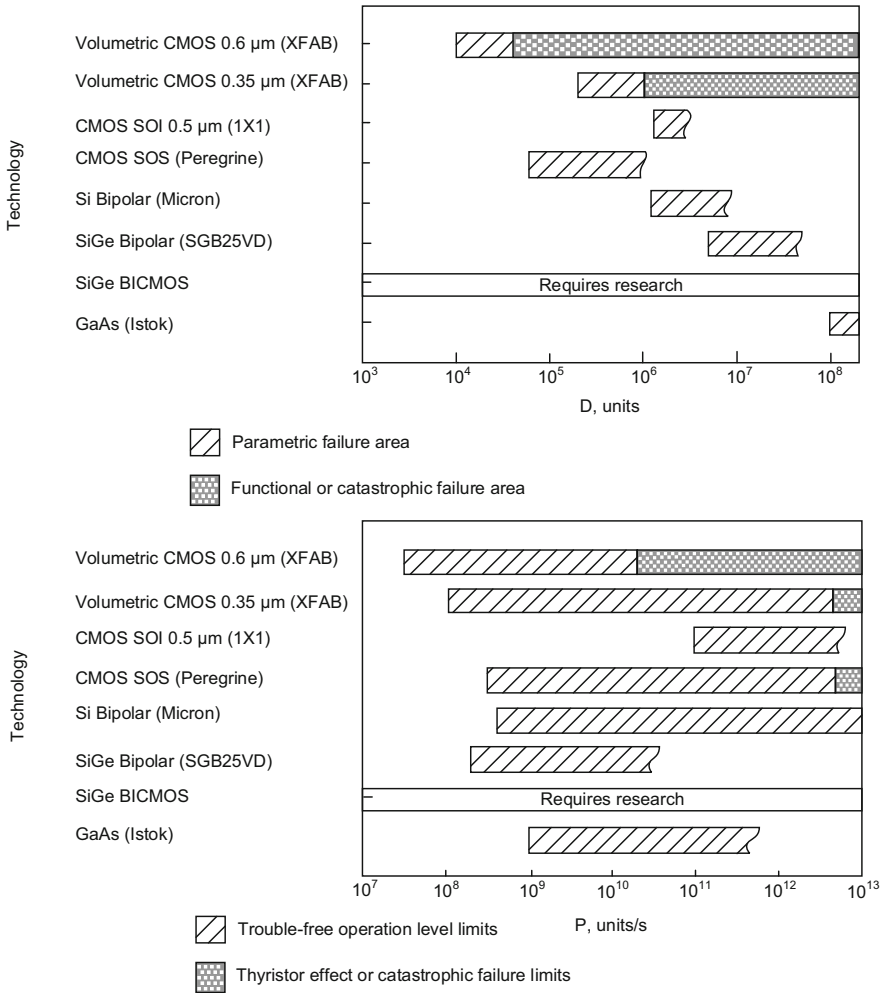 Technology
Volumetric CMOS 0.6 µm (XFAB)
Volumetric CMOS 0.35 µm (XFAB)
CMOS SOI 0.5 µm (1X1)
CMOS SOS (Peregrine)
Si Bipolar (Micron)
SiGe Bipolar (SGB25VD)
SiGe BICMOS
Requires research
GaAs (Istok)
10³ 10⁴ 10⁵ 10⁶ 10⁷ 10⁸
D, units
Parametric failure area
Functional or catastrophic failure area
Technology
Volumetric CMOS 0.6 µm (XFAB)
Volumetric CMOS 0.35 µm (XFAB)
CMOS SOI 0.5 µm (1X1)
CMOS SOS (Peregrine)
Si Bipolar (Micron)
SiGe Bipolar (SGB25VD)
SiGe BICMOS
Requires research
GaAs (Istok)
10⁷ 10⁸ 10⁹ 10¹⁰ 10¹¹ 10¹² 10¹³
P, units/s
Trouble-free operation level limits
Thyristor effect or catastrophic failure limits